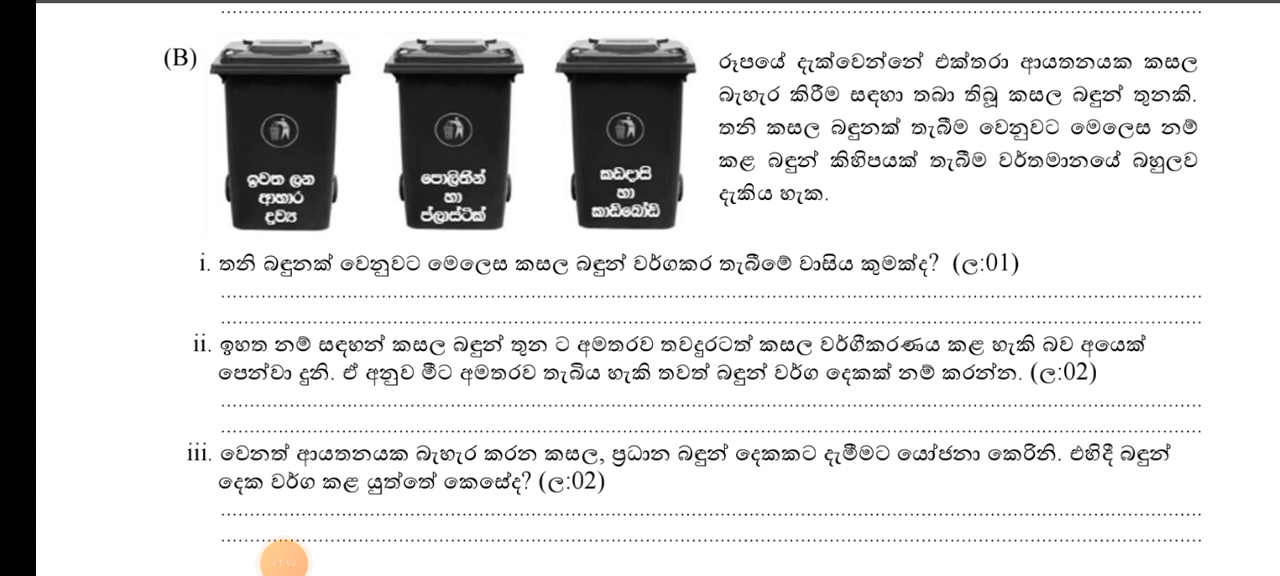 (B)
ඉවත ලන
ආහාර
ද්‍රව්‍ය
පොලිතීන්
හා
ප්ලාස්ටික්
කඩදාසි
හා
කාඩ්බෝඩ්
රූපයේ දැක්වෙන්නේ එක්තරා ආයතනයක කසල
බැහැර කිරීම සඳහා තබා තිබූ කසල බඳුන් තුනකි.
තනි කසල බඳුනක් තැබීම වෙනුවට මෙලෙස නම්
කළ බඳුන් කිහිපයක් තැබීම වර්තමානයේ බහුලව
දැකිය හැක.
i. තනි බඳුනක් වෙනුවට මෙලෙස කසල බඳුන් වර්ගකර තැබීමේ වාසිය කුමක්ද? (ල:01)
ii. ඉහත නම් සඳහන් කසල බඳුන් තුන ට අමතරව තවදුරටත් කසල වර්ගීකරණය කළ හැකි බව අයෙක්
පෙන්වා දුනි. ඒ අනුව මීට අමතරව තැබිය හැකි තවත් බඳුන් වර්ග දෙකක් නම් කරන්න. (ල:02)
iii. වෙනත් ආයතනයක බැහැර කරන කසල, ප්‍රධාන බඳුන් දෙකකට දැමීමට යෝජනා කෙරිනි. එහිදී බඳුන්
දෙක වර්ග කළ යුත්තේ කෙසේද? (ල:02)